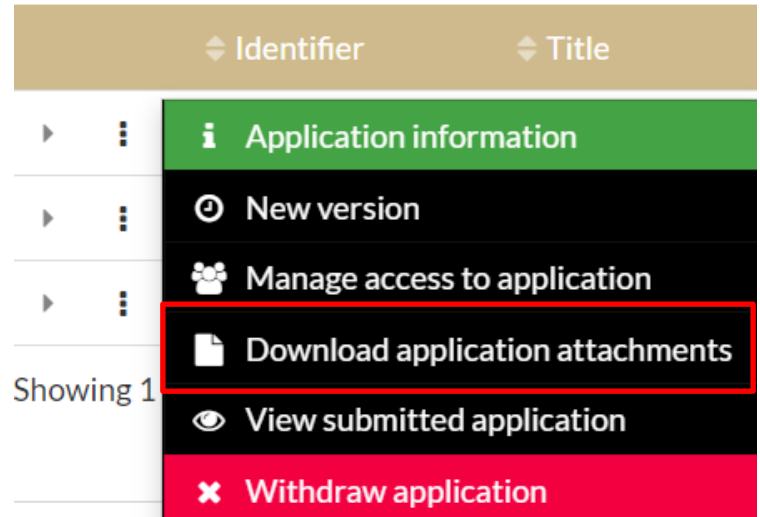 Identifier Title
Application information
New version
Manage access to application
Download application attachments
Showing 1
View submitted application
Withdraw application